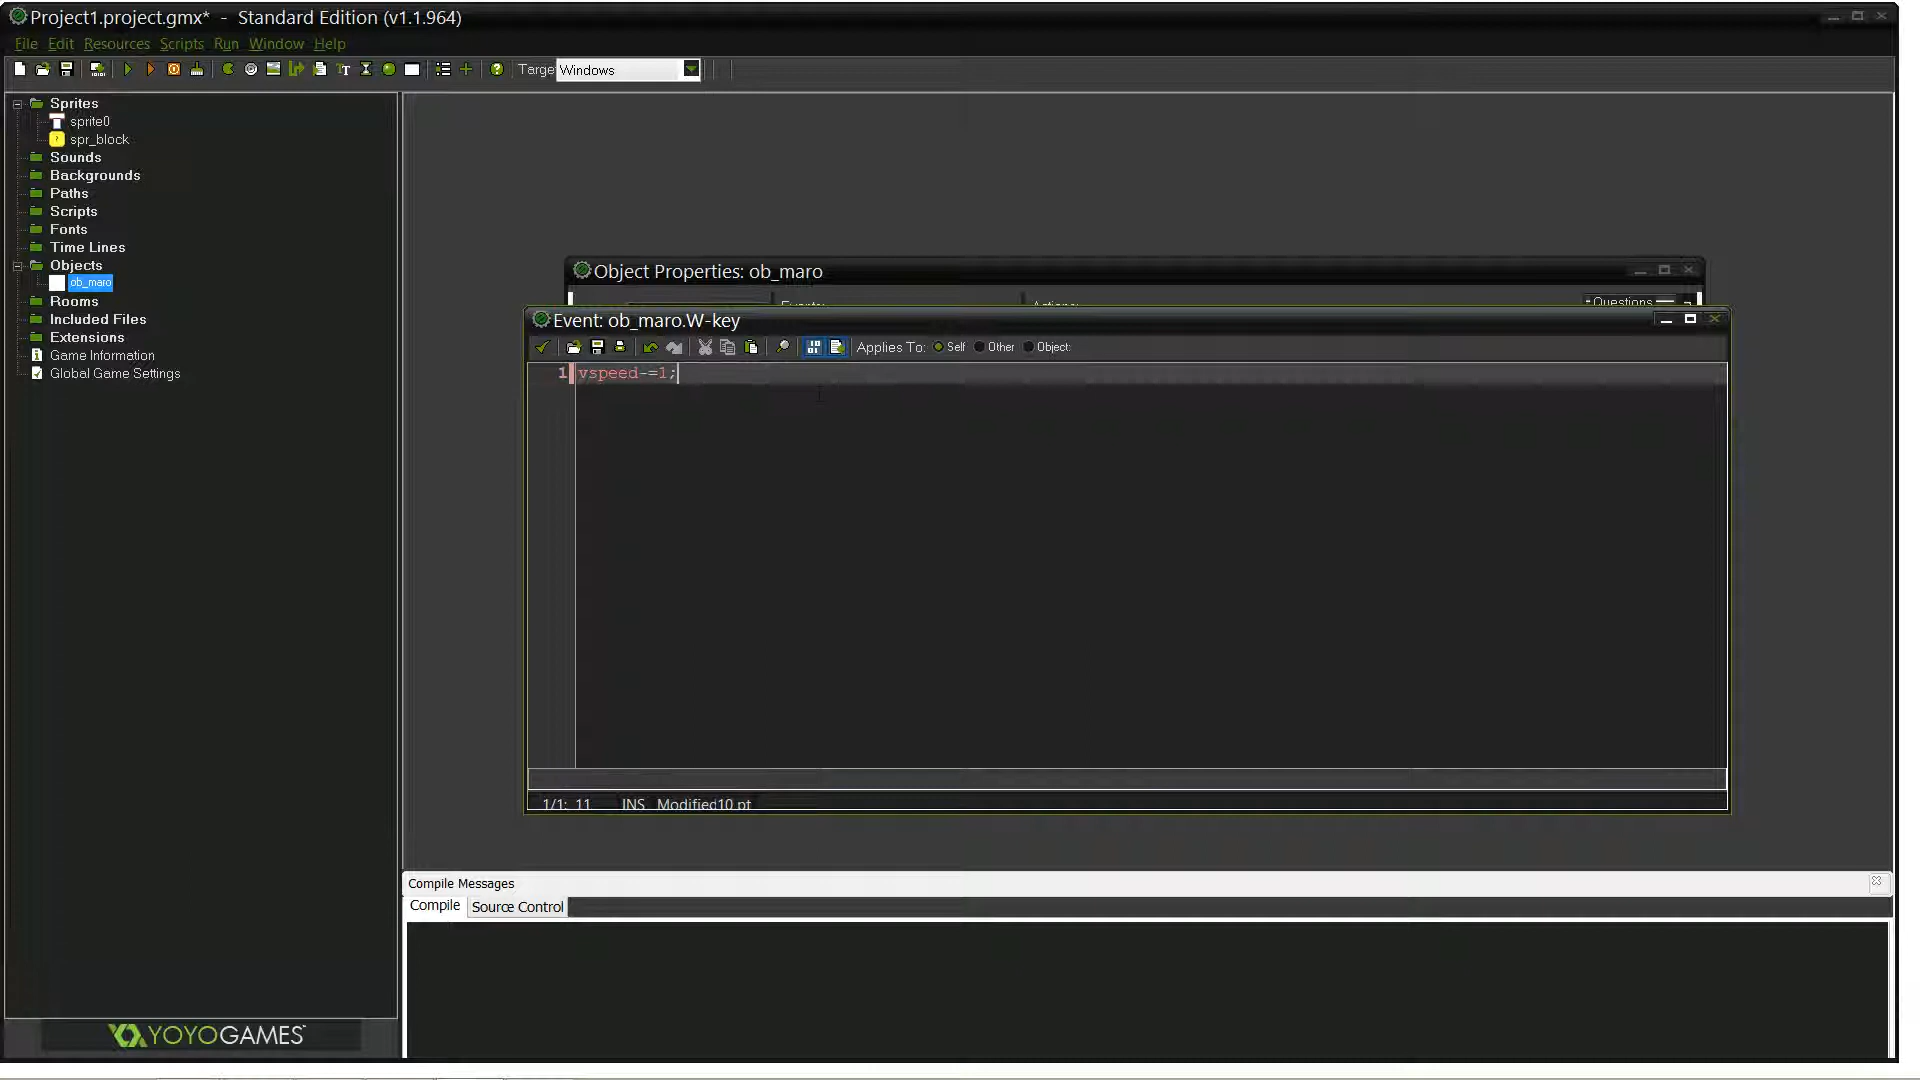 Project1.project.gmx* - Standard Edition (v1.1.964)
File Edit Resources Scripts Run Window Help
Targe Windows
Sprites
sprite0
spr_block
Sounds
Backgrounds
Paths
Scripts
Fonts
Time Lines
Objects
ob_maro
Rooms
Included Files
Extensions
Game Information
Global Game Settings
Object Properties: ob_maro
Questions
Event: ob_maro.W-key
Applies To: Self Other Object:
1 vspeed-=1;
1/1: 11 INS Modified10 pt
Compile Messages
Compile Source Control
YOYOGAMES